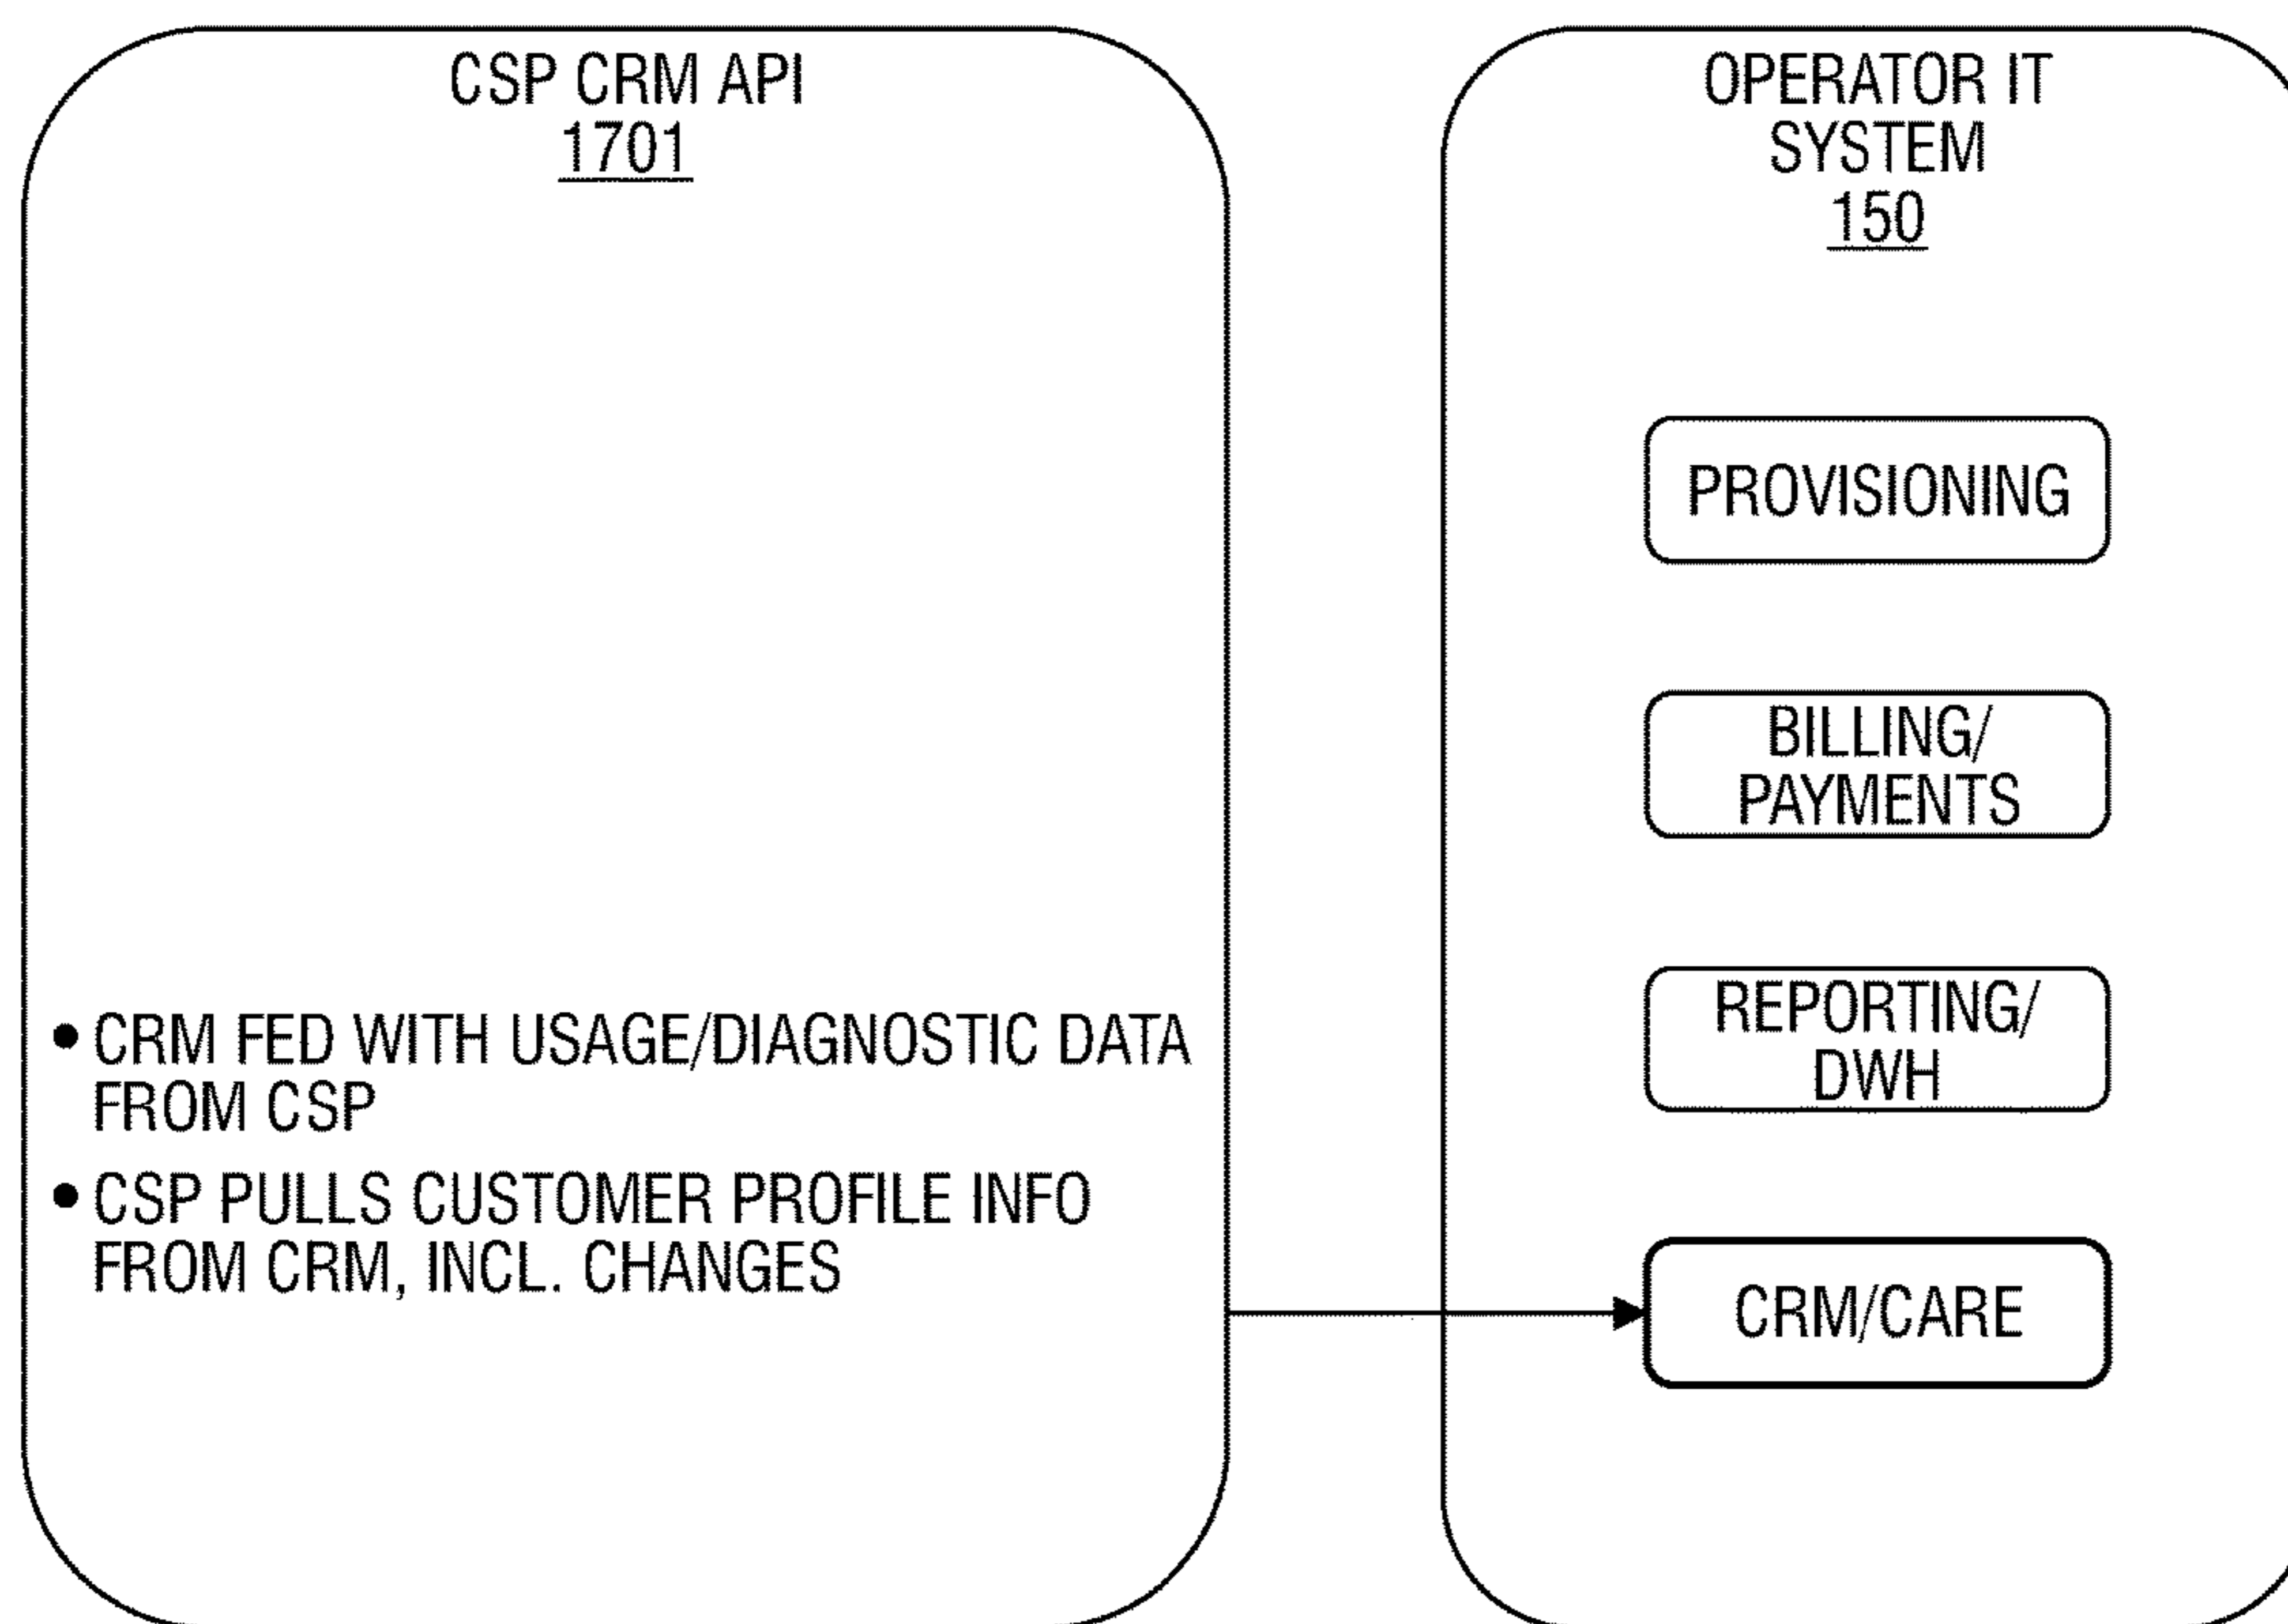 CSP CRM API
1701
• CRM FED WITH USAGE/DIAGNOSTIC DATA
FROM CSP
• CSP PULLS CUSTOMER PROFILE INFO
FROM CRM, INCL. CHANGES
OPERATOR IT
SYSTEM
150
PROVISIONING
BILLING/
PAYMENTS
REPORTING/
DWH
CRM/CARE